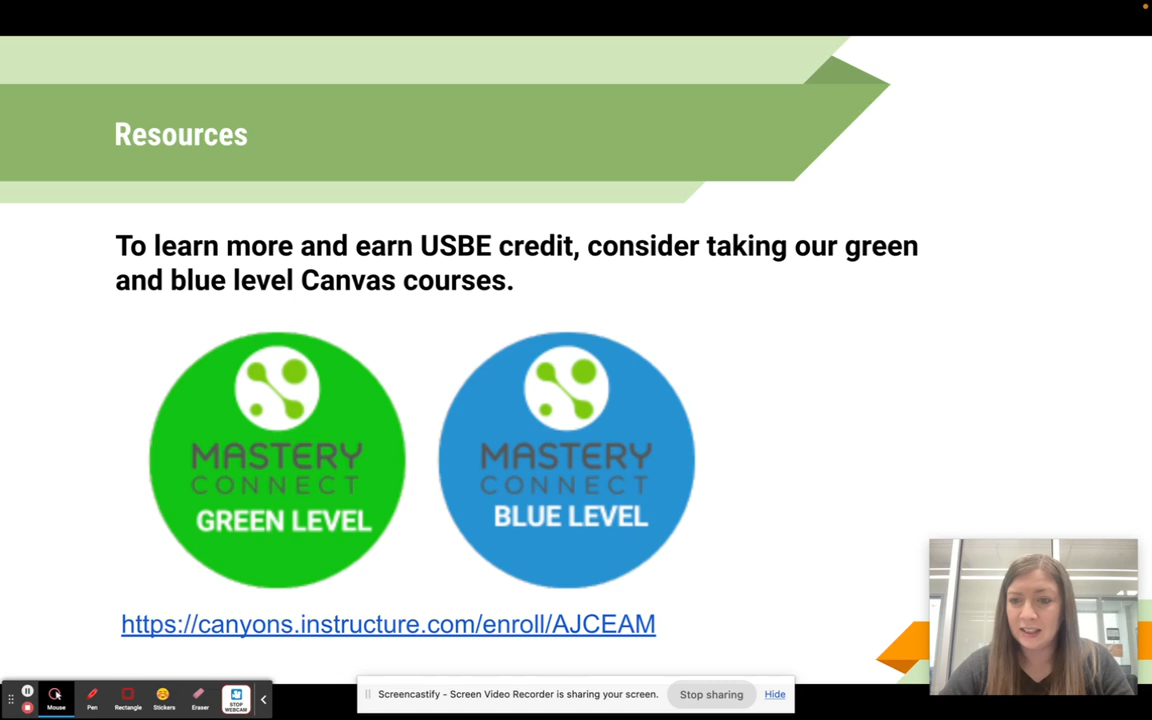 Resources
To learn more and earn USBE credit, consider taking our green
and blue level Canvas courses.
MASTERY
CONNECT
GREEN LEVEL
MASTERY
CONNECT
BLUE LEVEL
https://canyons.instructure.com/enroll/AJCEAM
Mouse
Pen
Rectangle
Stickers
Eraser
STOP
WEBCAM
Screencastify - Screen Video Recorder is sharing your screen.
Stop sharing
Hide